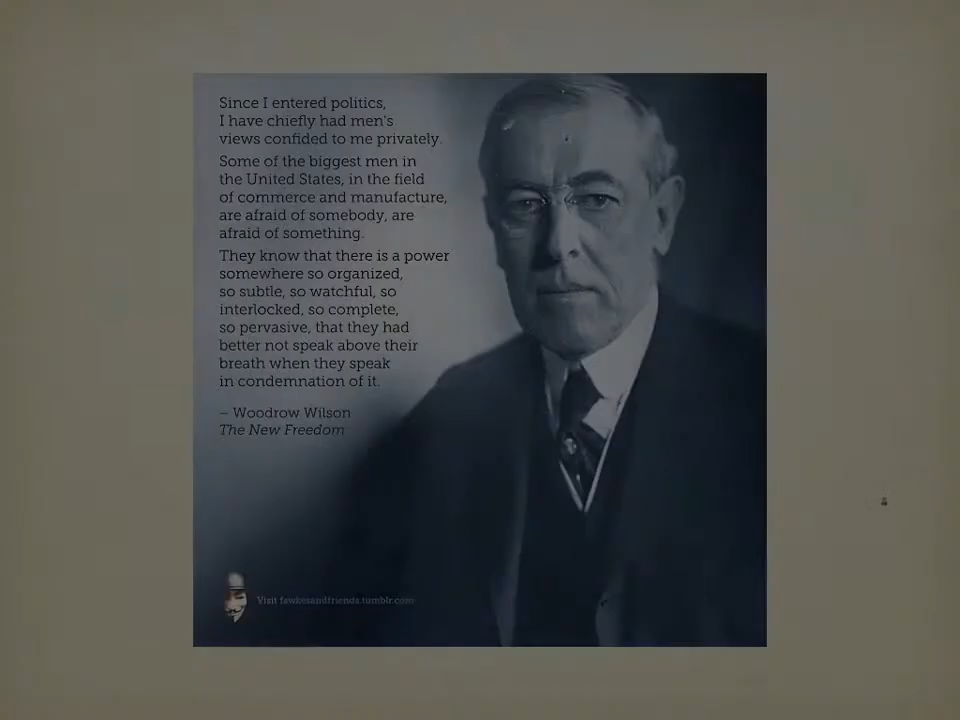 Since I entered politics,
I have chiefly had men's
views confided to me privately.
Some of the biggest men in
the United States, in the field
of commerce and manufacture,
are afraid of somebody, are
afraid of something.
They know that there is a power
somewhere so organized,
so subtle, so watchful, so
interlocked, so complete,
so pervasive, that they had
better not speak above their
breath when they speak
in condemnation of it.
– Woodrow Wilson
The New Freedom
Visit fawkesandfriends.tumblr.com